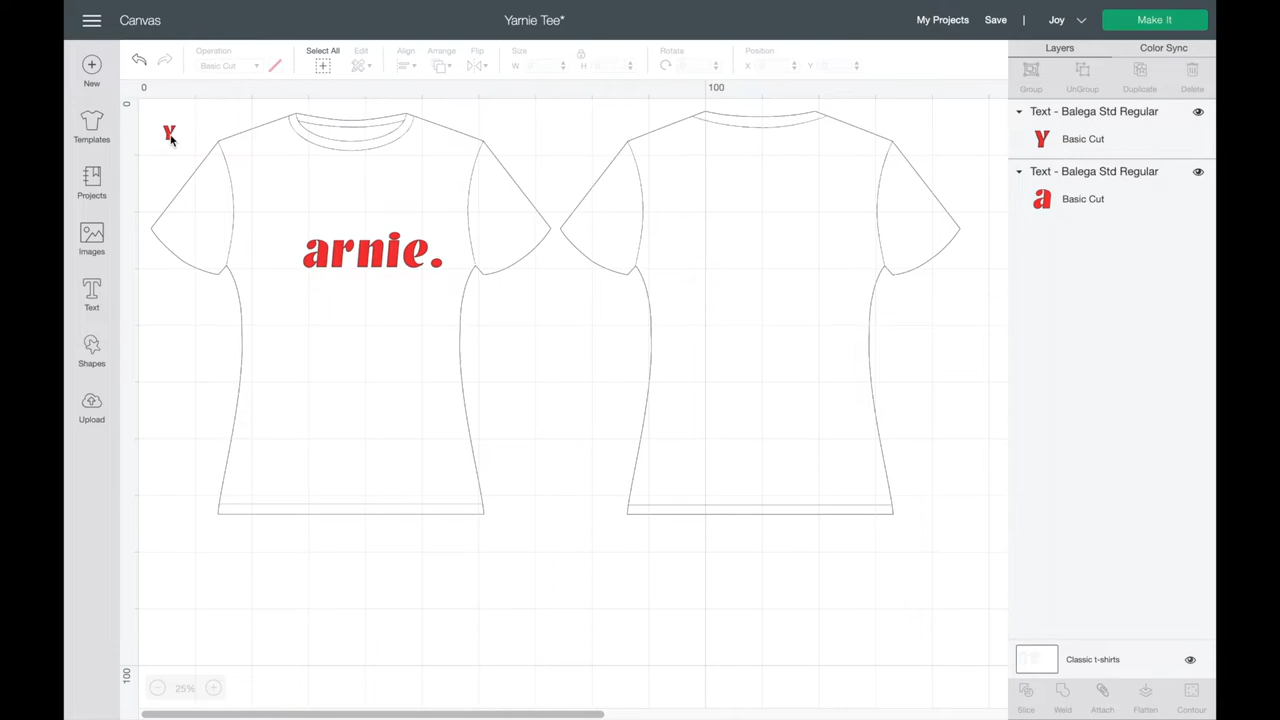 Canvas
Yarnie Tee*
My Projects
Save
|
Joy
Make It
New
Templates
Projects
Images
Text
Shapes
Upload
Operation
Basic Cut
Select All
Edit
Align
Arrange
Flip
Size
W
H
Rotate
Position
X
Y
0
100
0
100
Y
arnie.
25%
Layers
Color Sync
Group
UnGroup
Duplicate
Delete
Text - Balega Std Regular
Y
Basic Cut
Text - Balega Std Regular
a
Basic Cut
Classic t-shirts
Slice
Weld
Attach
Flatten
Contour